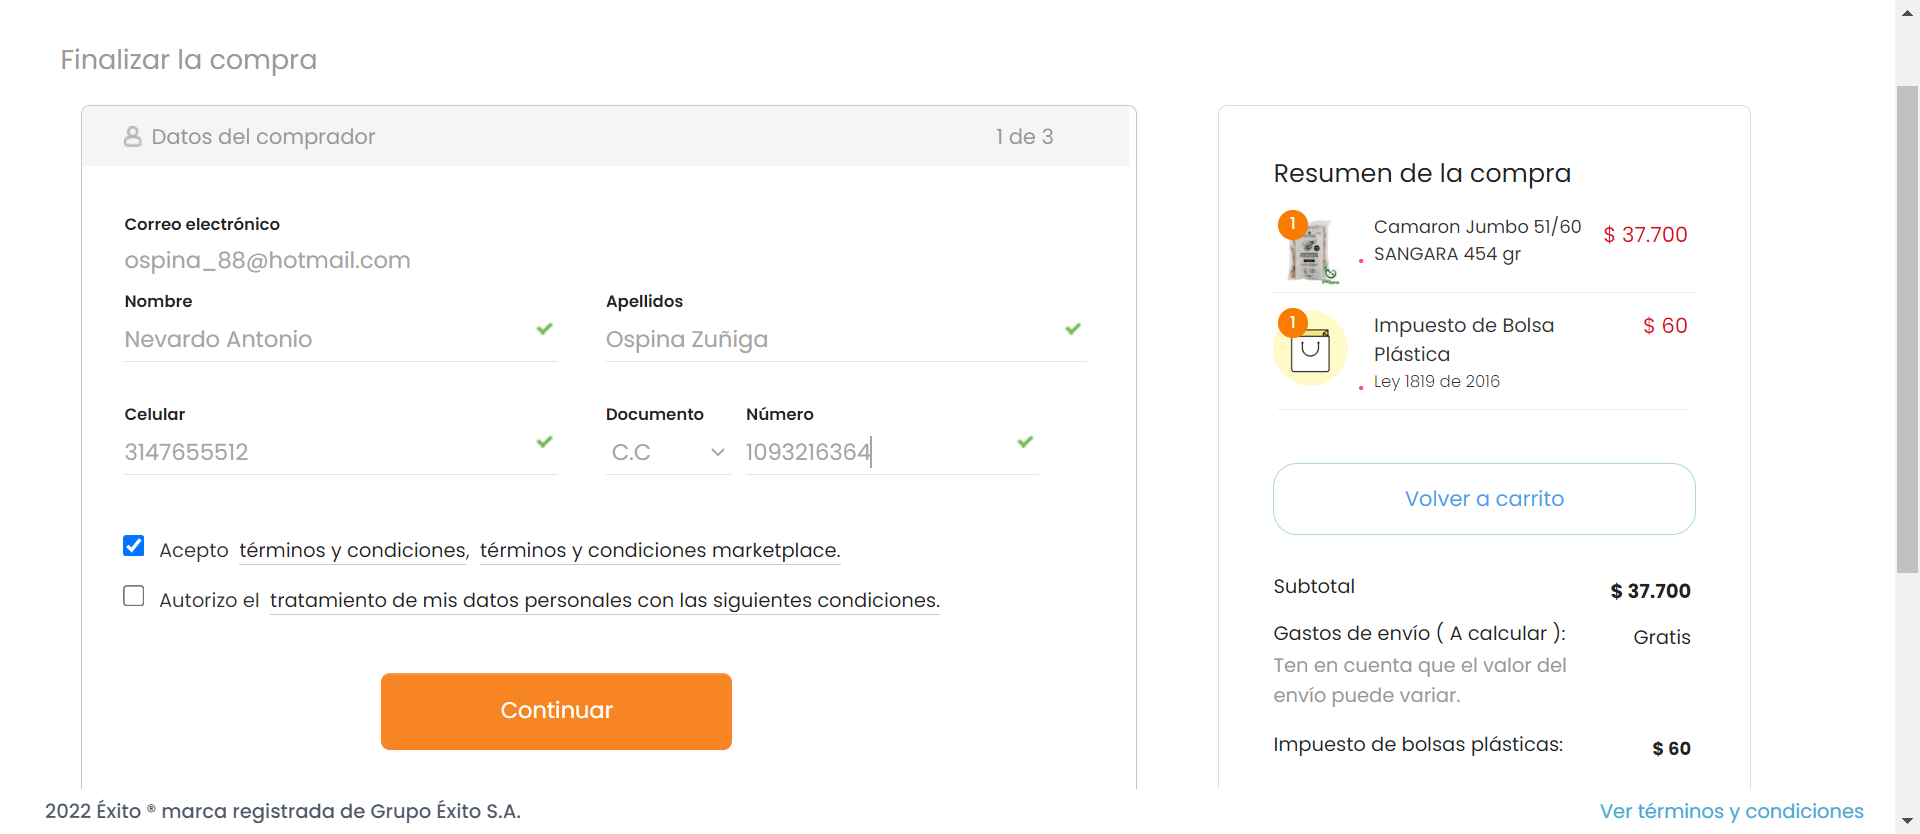 Finalizar la compra
Datos del comprador
1 de 3
Correo electrónico
ospina_88@hotmail.com
Nombre
Nevardo Antonio
Apellidos
Ospina Zuñiga
Celular
3147655512
Documento
C.C
Número
1093216364
Acepto términos y condiciones, términos y condiciones marketplace.
Autorizo el tratamiento de mis datos personales con las siguientes condiciones.
Continuar
Resumen de la compra
1
Camaron Jumbo 51/60
SANGARA 454 gr
$ 37.700
1
Impuesto de Bolsa
Plástica
Ley 1819 de 2016
$ 60
Volver a carrito
Subtotal $ 37.700
Gastos de envío ( A calcular ): Gratis
Ten en cuenta que el valor del
envío puede variar.
Impuesto de bolsas plásticas: $ 60
2022 Éxito ® marca registrada de Grupo Éxito S.A.
Ver términos y condiciones